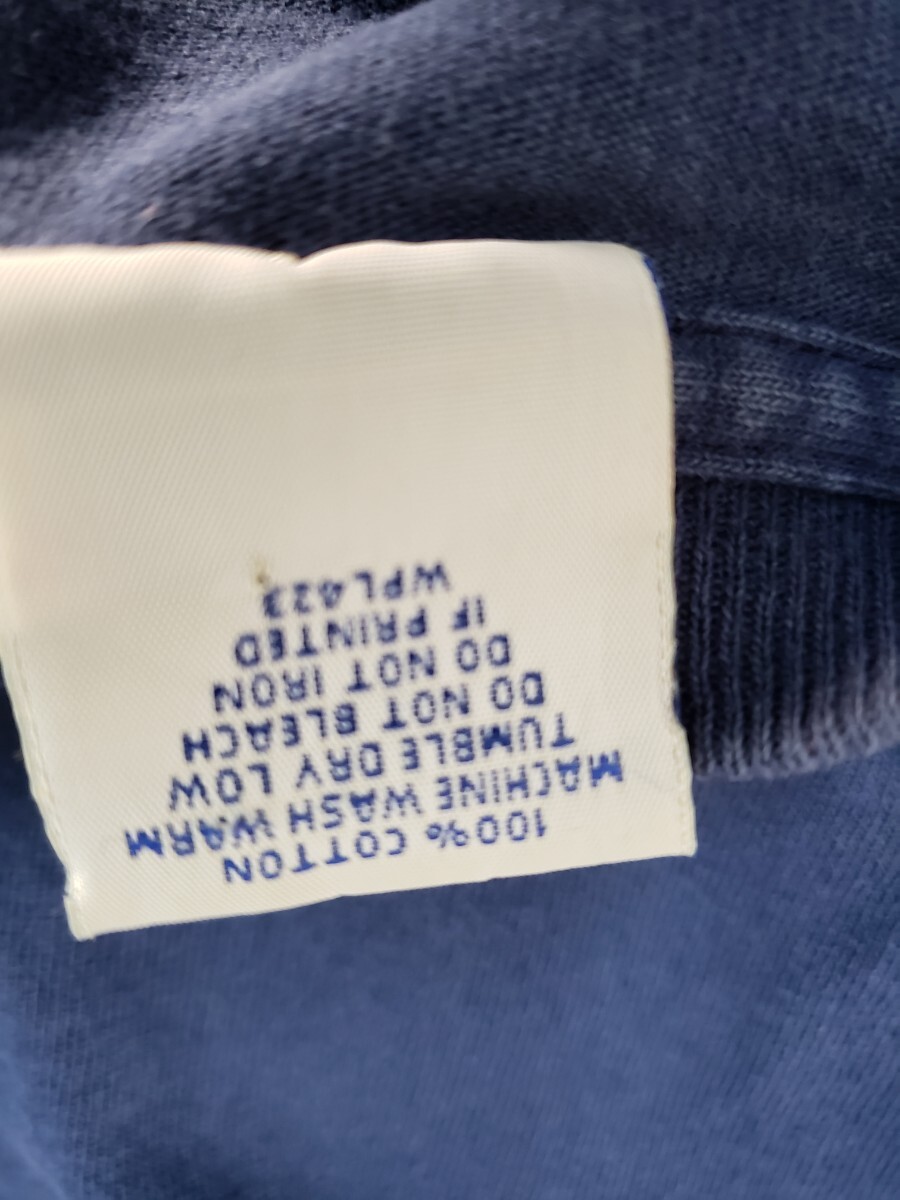 100% COTTON
MACHINE WASH WARM
TUMBLE DRY LOW
DO NOT BLEACH
DO NOT IRON
IF PRINTED
WPL423